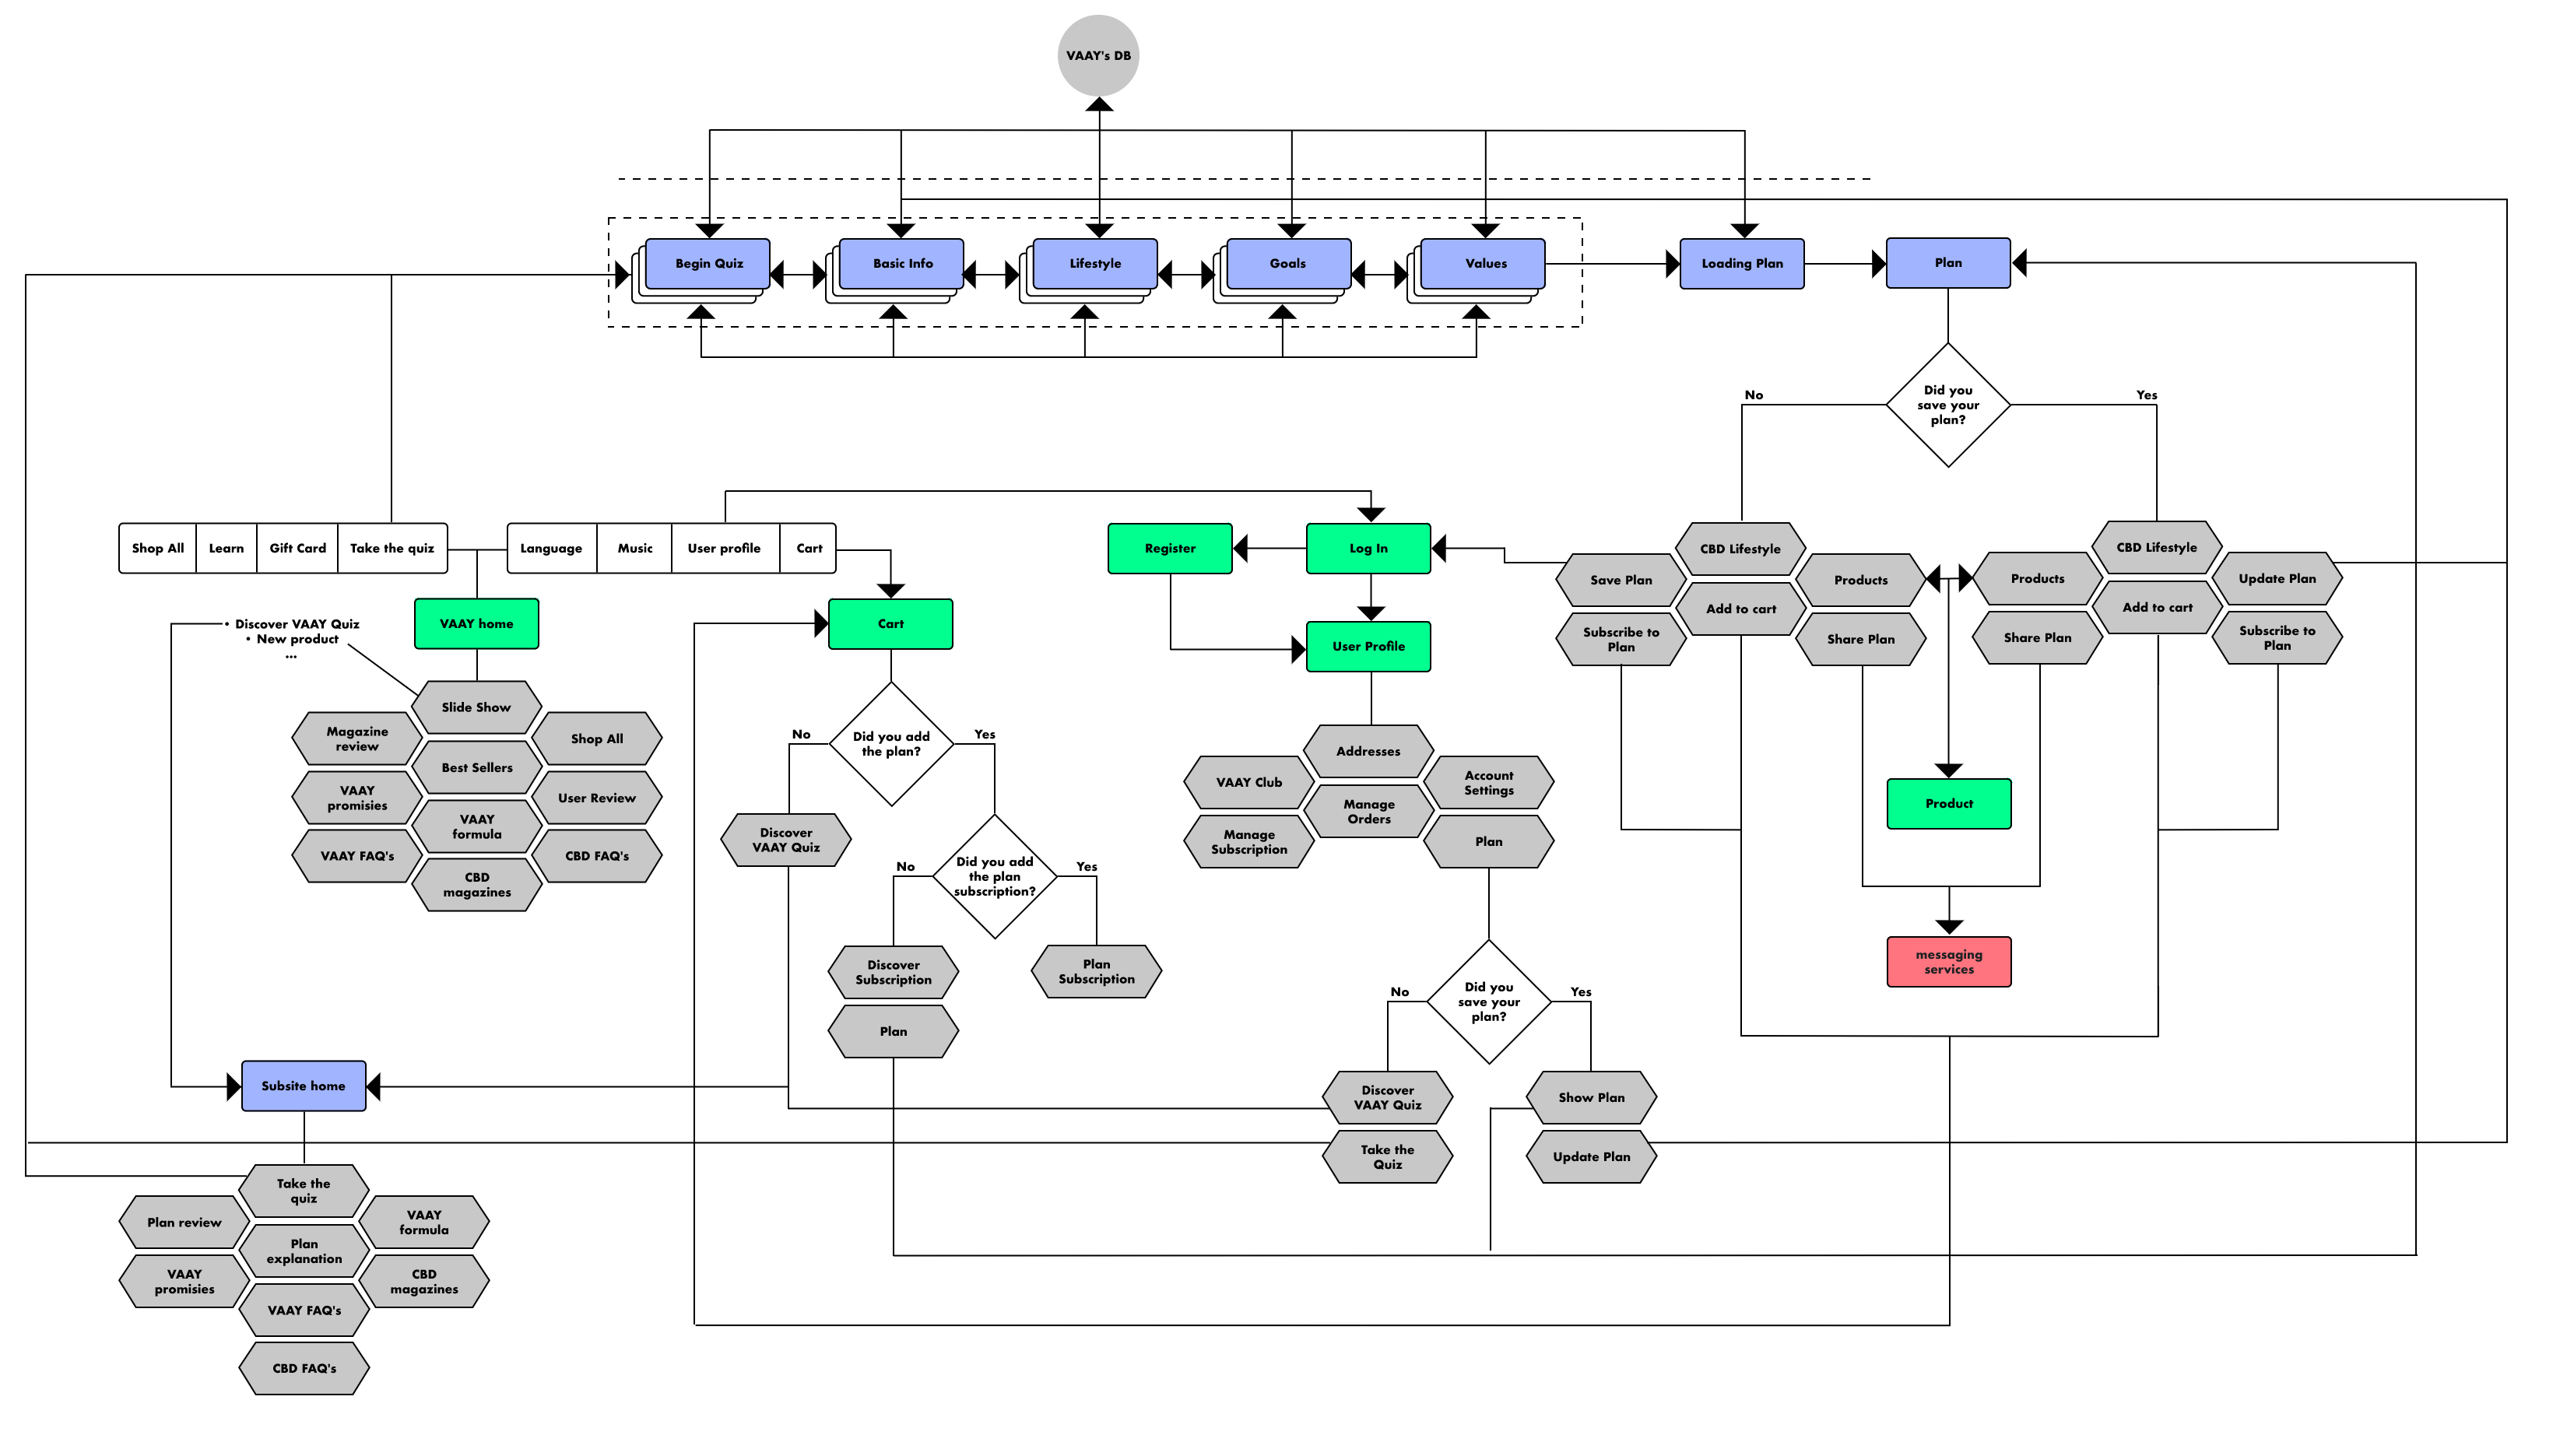 VAAY's DB
Begin Quiz
Basic Info
Lifestyle
Goals
Values
Loading Plan
Plan
Did you
save your
plan?
No
Yes
Shop All
Learn
Gift Card
Take the quiz
Language
Music
User profile
Cart
Register
Log In
CBD Lifestyle
Save Plan
Products
Add to cart
Subscribe to
Plan
Share Plan
CBD Lifestyle
Products
Update Plan
Add to cart
Share Plan
Subscribe to
Plan
• Discover VAAY Quiz
• New product
...
VAAY home
Cart
User Profile
Slide Show
Magazine
review
Shop All
Best Sellers
VAAY
promisies
User Review
VAAY
formula
VAAY FAQ's
CBD FAQ's
CBD
magazines
No
Did you add
the plan?
Yes
Discover
VAAY Quiz
No
Did you add
the plan
subscription?
Yes
Discover
Subscription
Plan
Subscription
Plan
Addresses
VAAY Club
Account
Settings
Manage
Orders
Manage
Subscription
Plan
Product
messaging
services
No
Did you
save your
plan?
Yes
Discover
VAAY Quiz
Show Plan
Take the
Quiz
Update Plan
Subsite home
Take the
quiz
Plan review
VAAY
formula
Plan
explanation
VAAY
promisies
CBD
magazines
VAAY FAQ's
CBD FAQ's